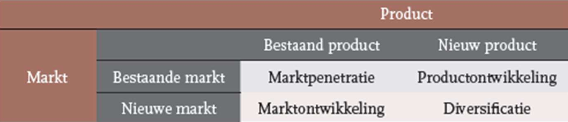 Product
Bestaand product Nieuw product
Markt Bestaande markt Marktpenetratie Productontwikkeling
Nieuwe markt Marktontwikkeling Diversificatie